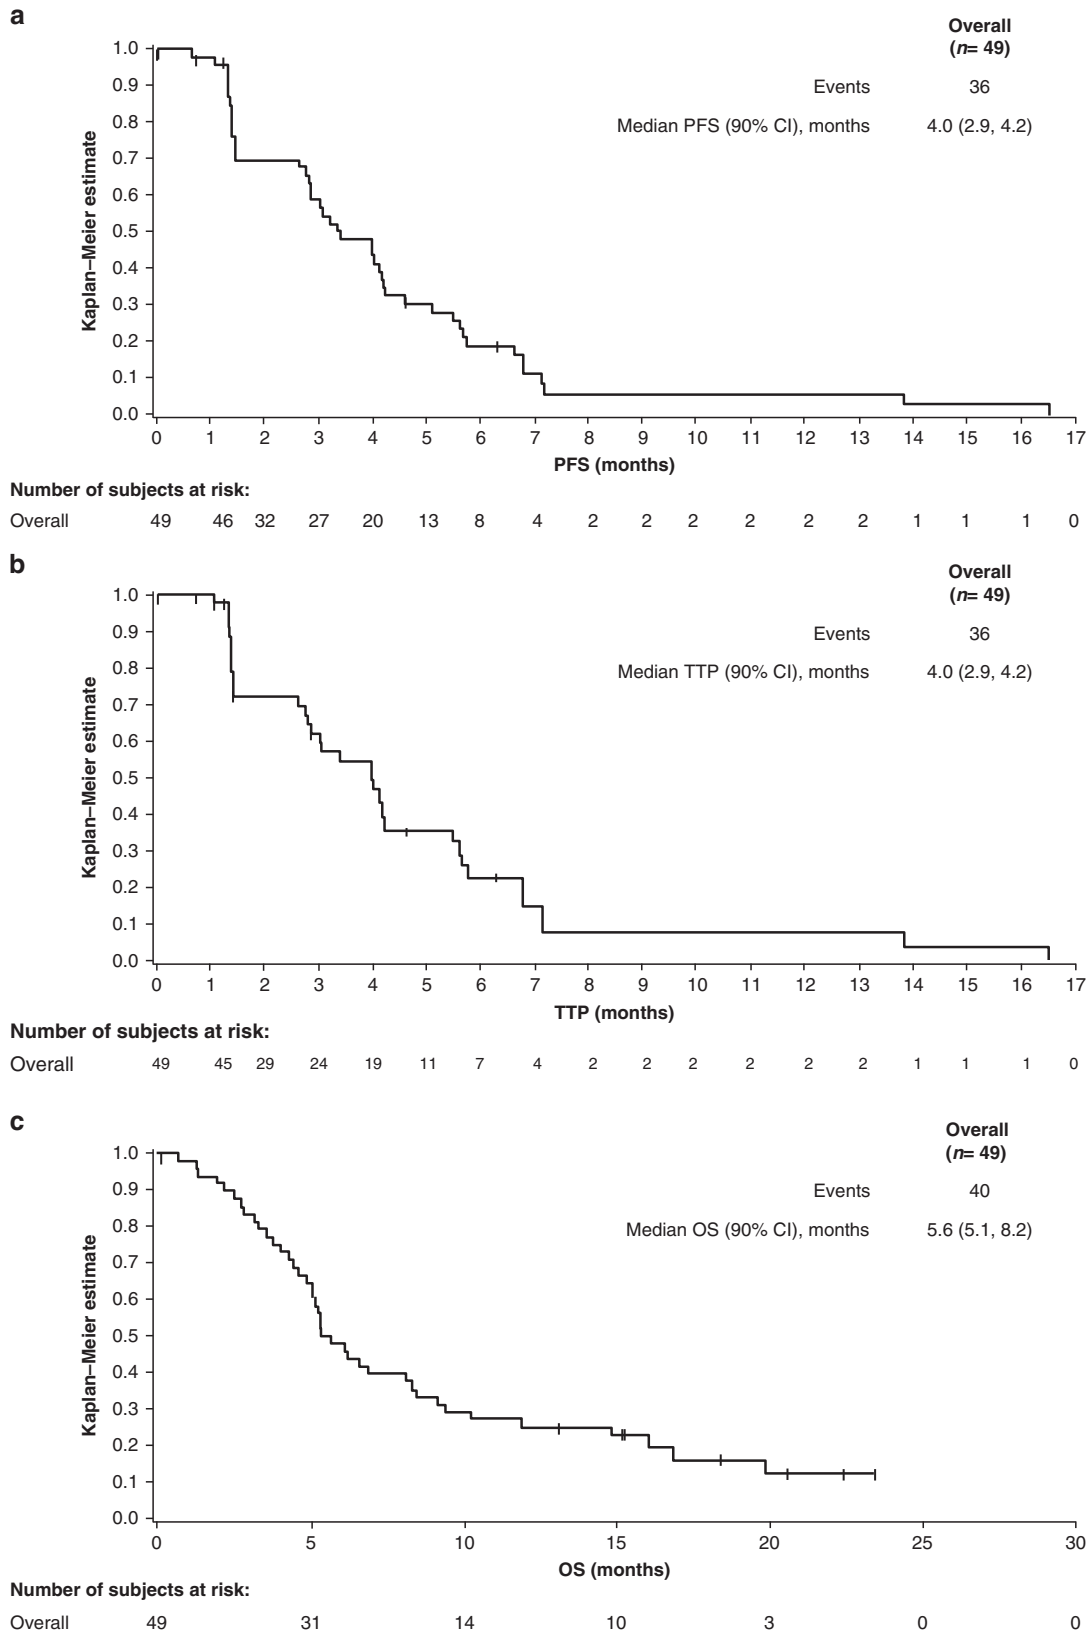 a
Overall
(n= 49)
Events 36
Median PFS (90% CI), months 4.0 (2.9, 4.2)
Kaplan–Meier estimate
1.0
0.9
0.8
0.7
0.6
0.5
0.4
0.3
0.2
0.1
0.0
0 1 2 3 4 5 6 7 8 9 10 11 12 13 14 15 16 17
PFS (months)
Number of subjects at risk:
Overall 49 46 32 27 20 13 8 4 2 2 2 2 2 2 1 1 1 0
b
Overall
(n= 49)
Events 36
Median TTP (90% CI), months 4.0 (2.9, 4.2)
Kaplan–Meier estimate
1.0
0.9
0.8
0.7
0.6
0.5
0.4
0.3
0.2
0.1
0.0
0 1 2 3 4 5 6 7 8 9 10 11 12 13 14 15 16 17
TTP (months)
Number of subjects at risk:
Overall 49 45 29 24 19 11 7 4 2 2 2 2 2 2 1 1 1 0
c
Overall
(n= 49)
Events 40
Median OS (90% CI), months 5.6 (5.1, 8.2)
Kaplan–Meier estimate
1.0
0.9
0.8
0.7
0.6
0.5
0.4
0.3
0.2
0.1
0.0
0 5 10 15 20 25 30
OS (months)
Number of subjects at risk:
Overall 49 31 14 10 3 0 0